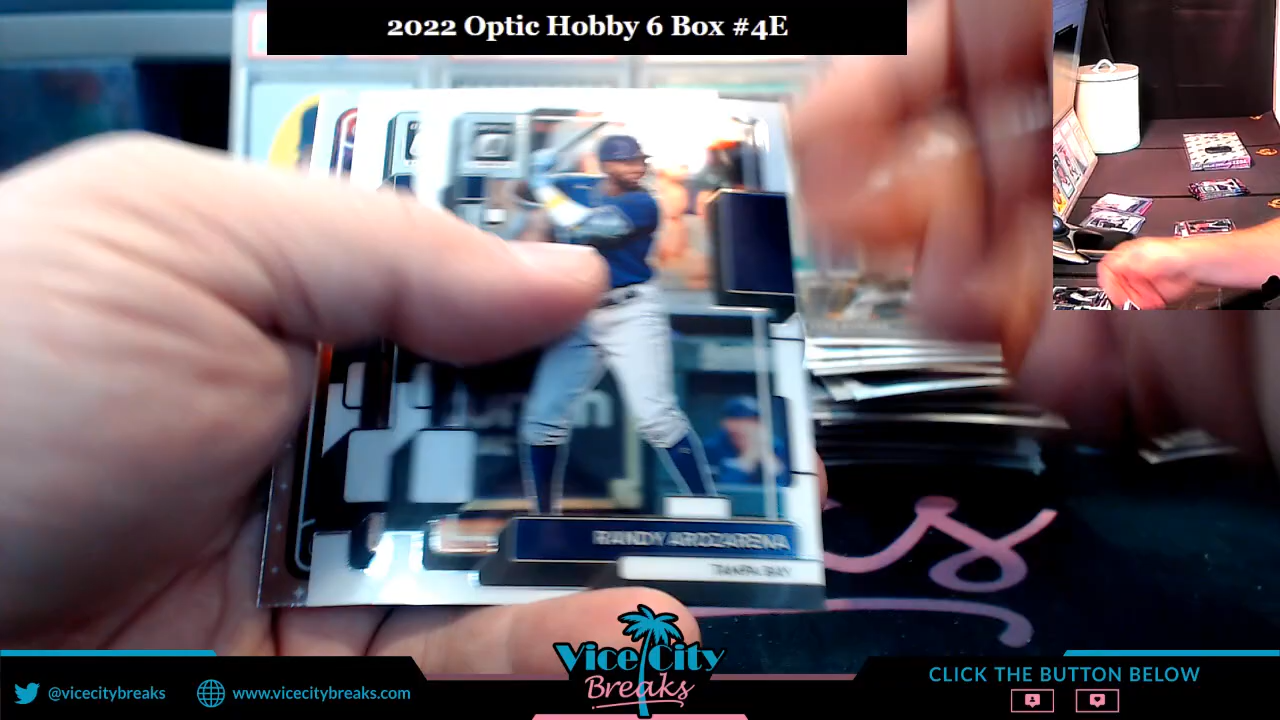 2022 Optic Hobby 6 Box #4E
RANDY AROZARENA
TAMPA BAY
Vice City
Breaks
@vicecitybreaks
www.vicecitybreaks.com
CLICK THE BUTTON BELOW